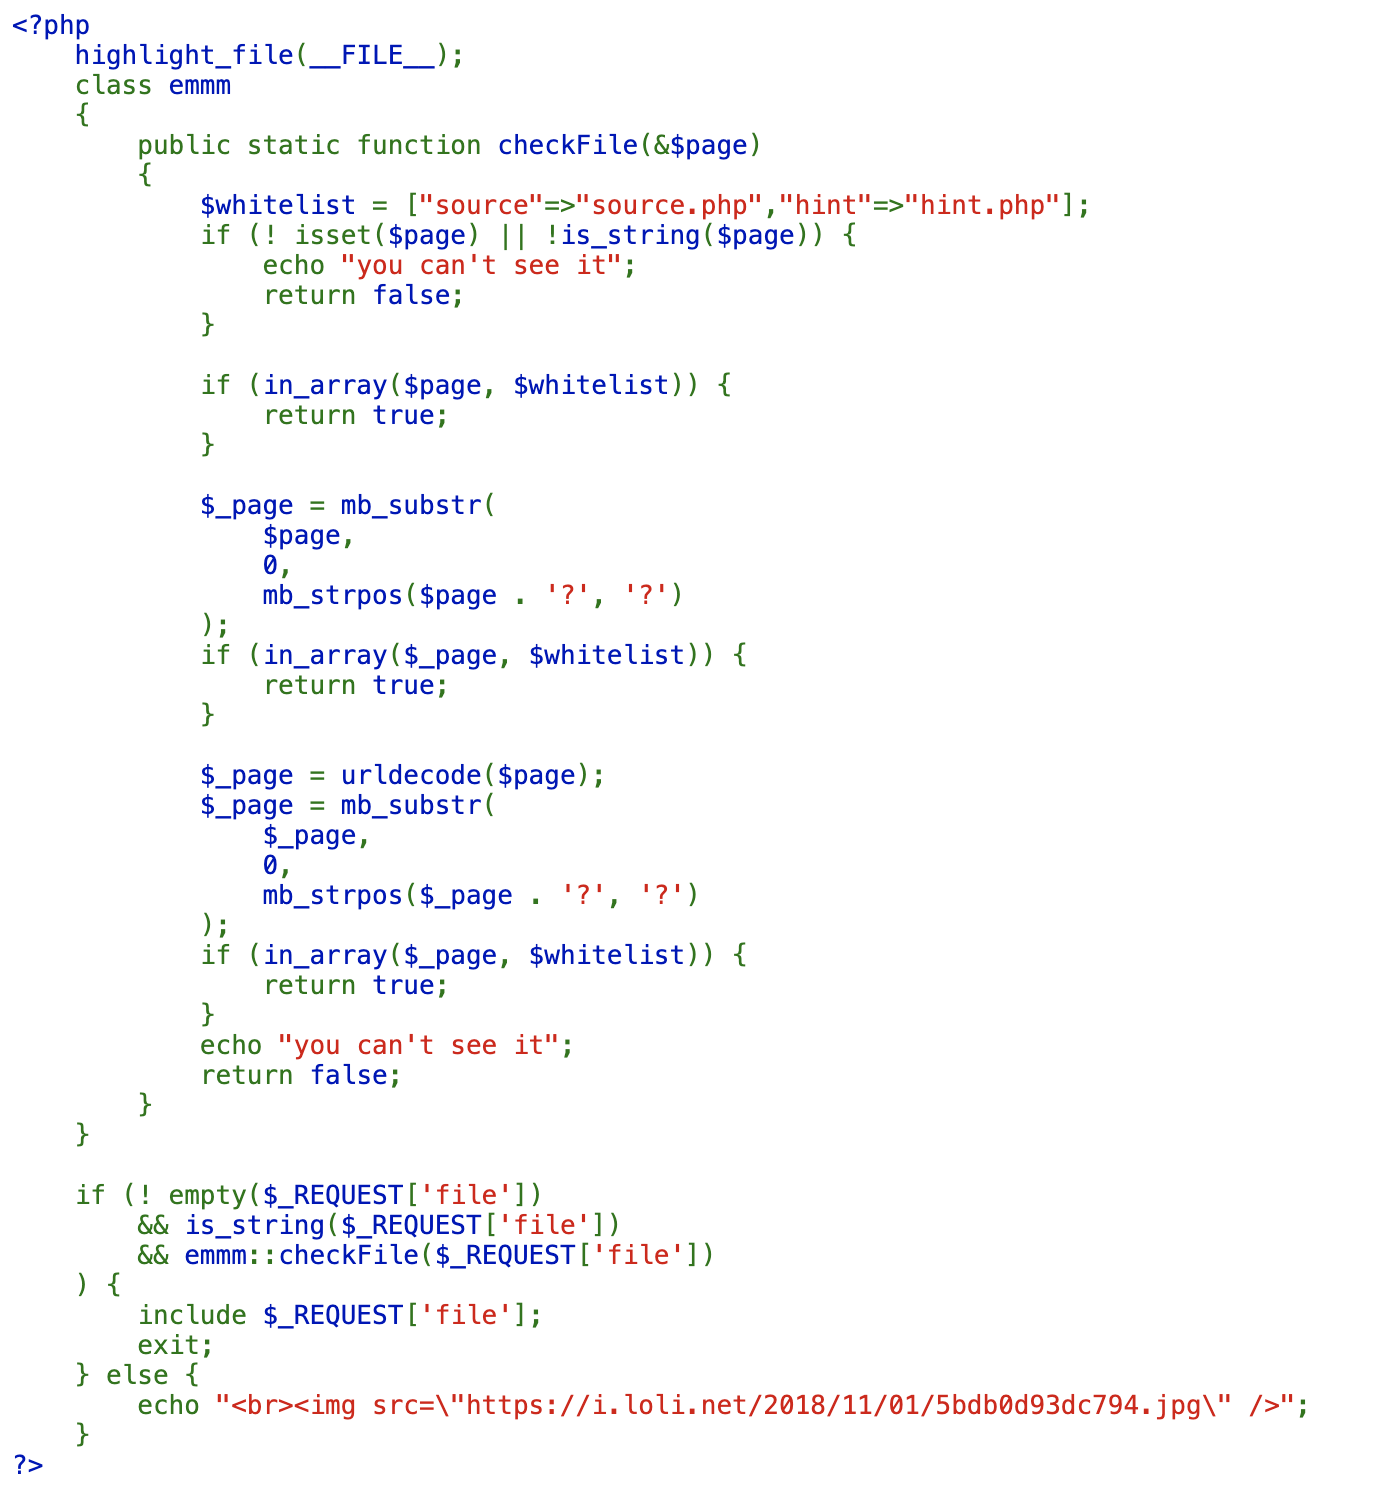 <?php
    highlight_file(__FILE__);
    class emmm
    {
        public static function checkFile(&$page)
        {
            $whitelist = ["source"=>"source.php","hint"=>"hint.php"];
            if (! isset($page) || !is_string($page)) {
                echo "you can't see it";
                return false;
            }

            if (in_array($page, $whitelist)) {
                return true;
            }

            $_page = mb_substr(
                $page,
                0,
                mb_strpos($page . '?', '?')
            );
            if (in_array($_page, $whitelist)) {
                return true;
            }

            $_page = urldecode($page);
            $_page = mb_substr(
                $_page,
                0,
                mb_strpos($_page . '?', '?')
            );
            if (in_array($_page, $whitelist)) {
                return true;
            }
            echo "you can't see it";
            return false;
        }
    }

    if (! empty($_REQUEST['file'])
        && is_string($_REQUEST['file'])
        && emmm::checkFile($_REQUEST['file'])
    ) {
        include $_REQUEST['file'];
        exit;
    } else {
        echo "<br><img src=\"https://i.loli.net/2018/11/01/5bdb0d93dc794.jpg\" />";
    }
?>